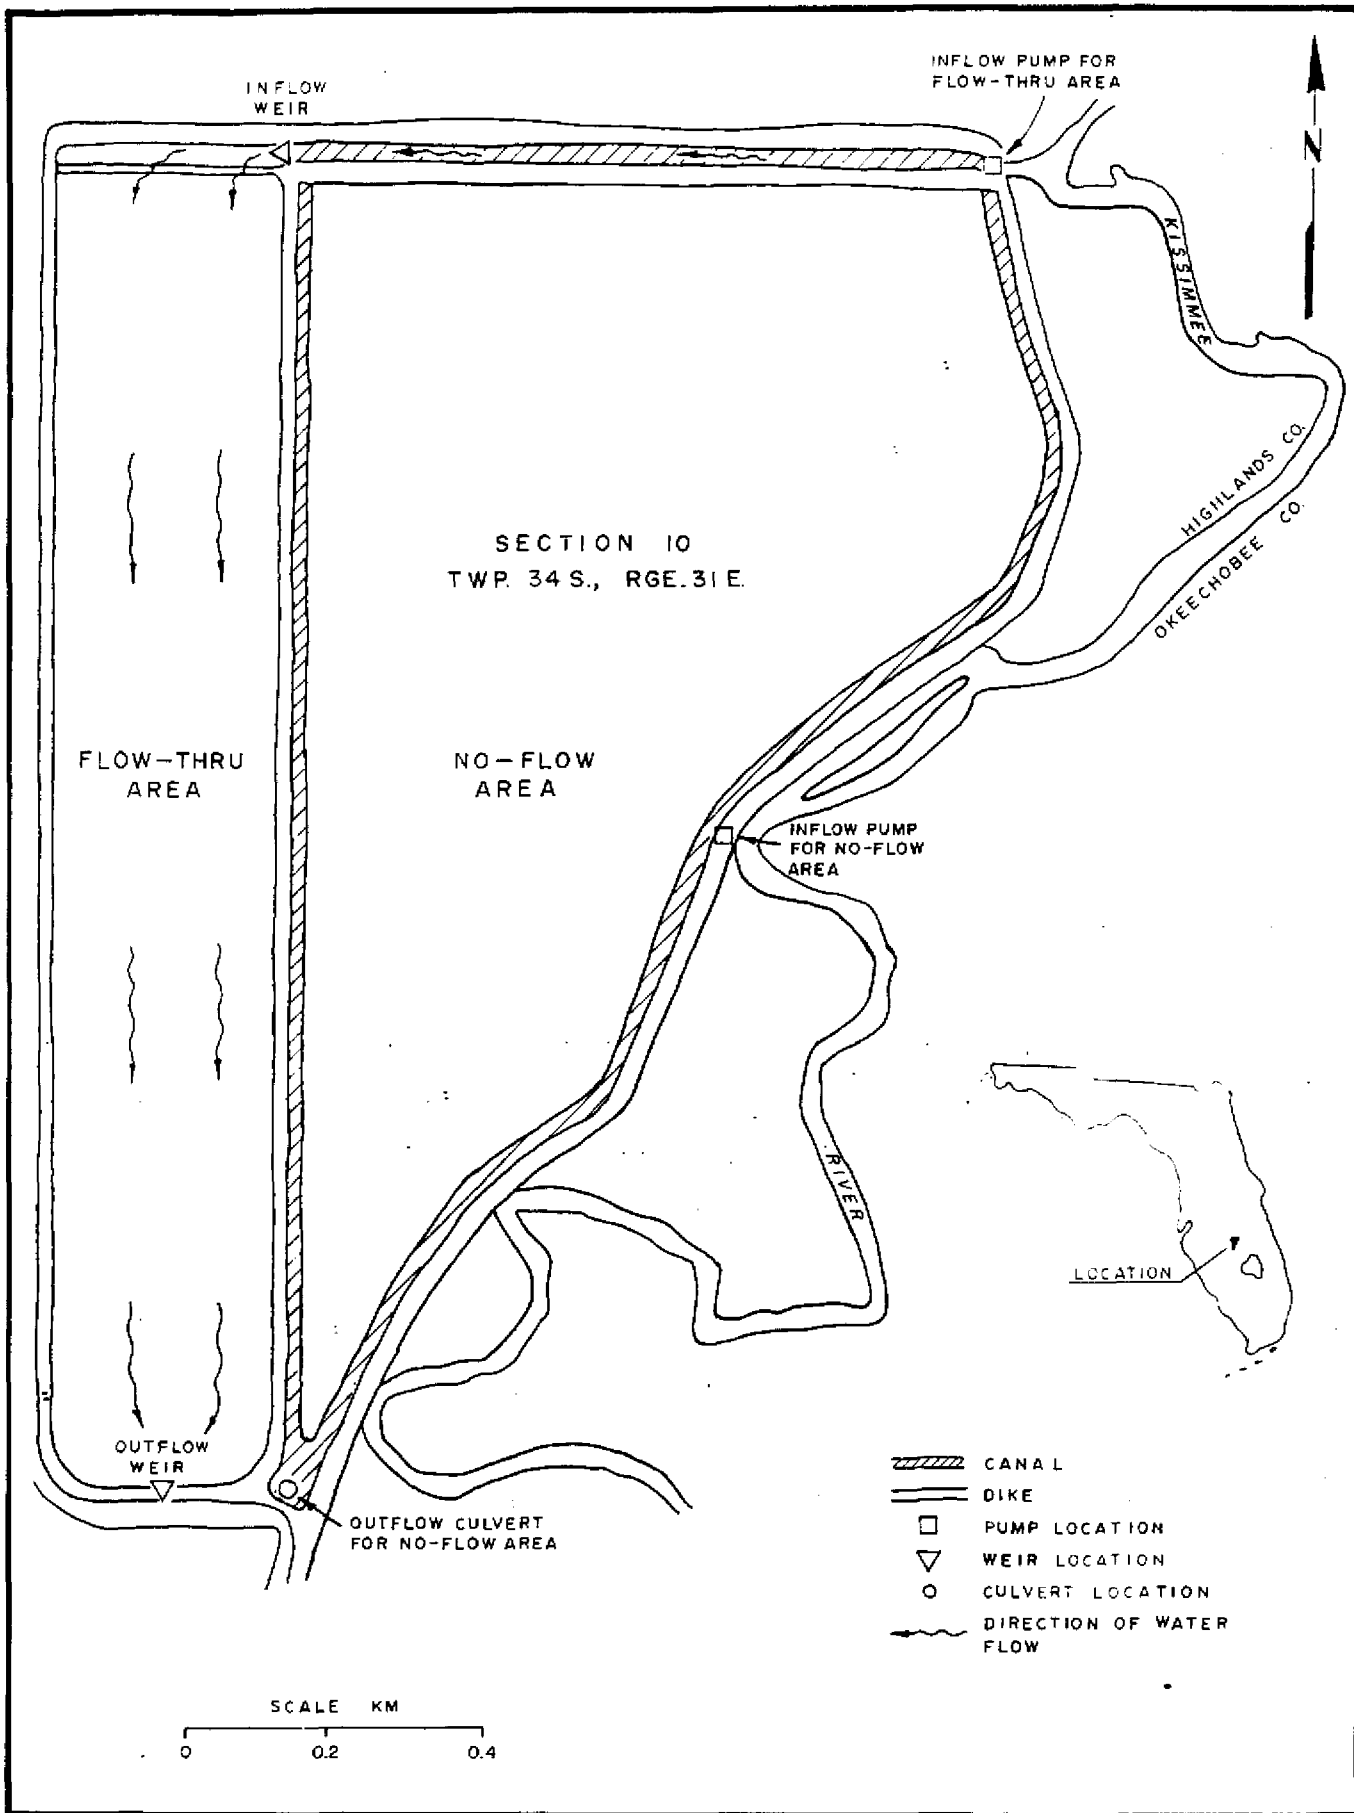 INFLOW PUMP FOR
FLOW-THRU AREA
INFLOW
WEIR
N
KISSIMMEE
HIGHLANDS CO.
OKEECHOBEE CO.
SECTION 10
TWP. 34 S., RGE. 31 E.
FLOW-THRU
AREA
NO-FLOW
AREA
INFLOW PUMP
FOR NO-FLOW
AREA
RIVER
LOCATION
OUTFLOW
WEIR
OUTFLOW CULVERT
FOR NO-FLOW AREA
CANAL
DIKE
PUMP LOCATION
WEIR LOCATION
CULVERT LOCATION
DIRECTION OF WATER
FLOW
SCALE KM
0 0.2 0.4